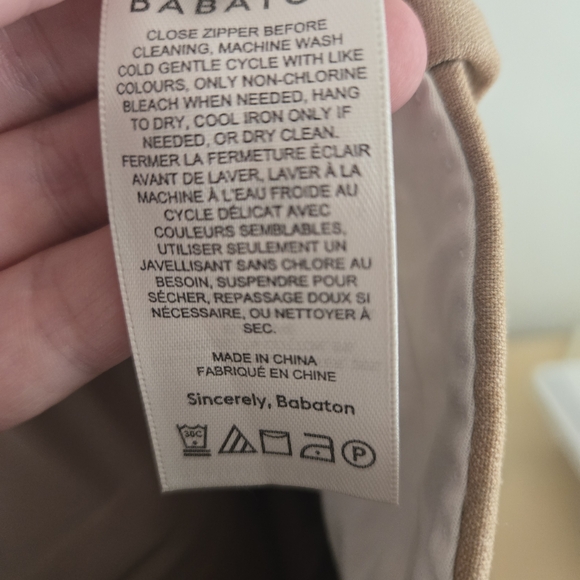 BABATO
CLOSE ZIPPER BEFORE
CLEANING, MACHINE WASH
COLD GENTLE CYCLE WITH LIKE
COLOURS, ONLY NON-CHLORINE
BLEACH WHEN NEEDED, HANG
TO DRY, COOL IRON ONLY IF
NEEDED, OR DRY CLEAN.
FERMER LA FERMETURE ÉCLAIR
AVANT DE LAVER, LAVER À LA
MACHINE À L'EAU FROIDE AU
CYCLE DÉLICAT AVEC
COULEURS SEMBLABLES,
UTILISER SEULEMENT UN
JAVELLISANT SANS CHLORE AU
BESOIN, SUSPENDRE POUR
SÉCHER, REPASSAGE DOUX SI
NÉCESSAIRE, OU NETTOYER À
SEC.
MADE IN CHINA
FABRIQUÉ EN CHINE
Sincerely, Babaton
30C P